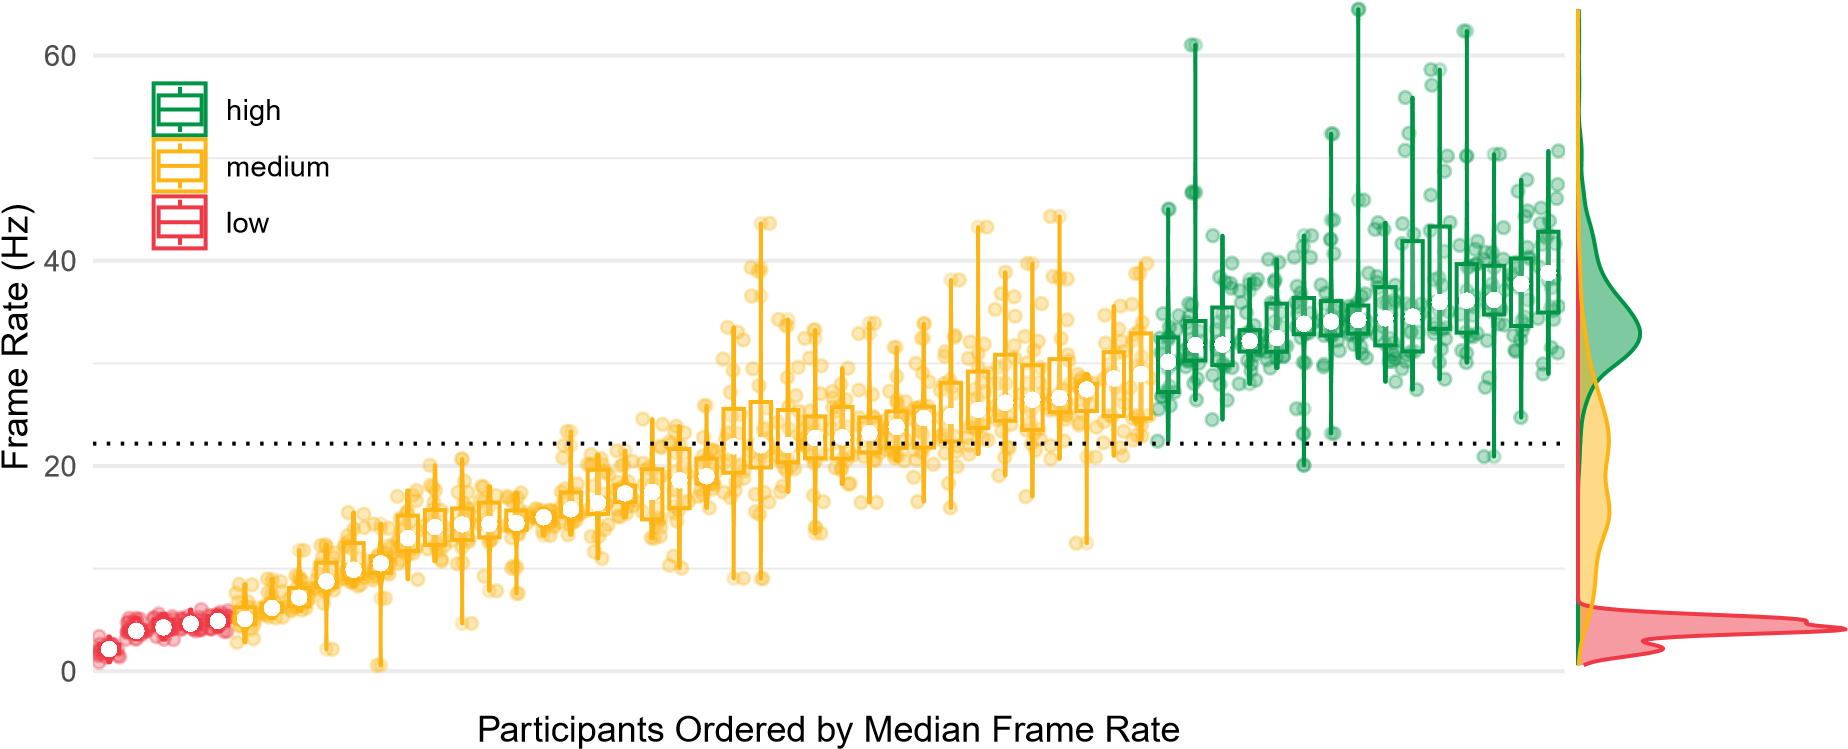 60
40
20
0
Frame Rate (Hz)
high
medium
low
Participants Ordered by Median Frame Rate